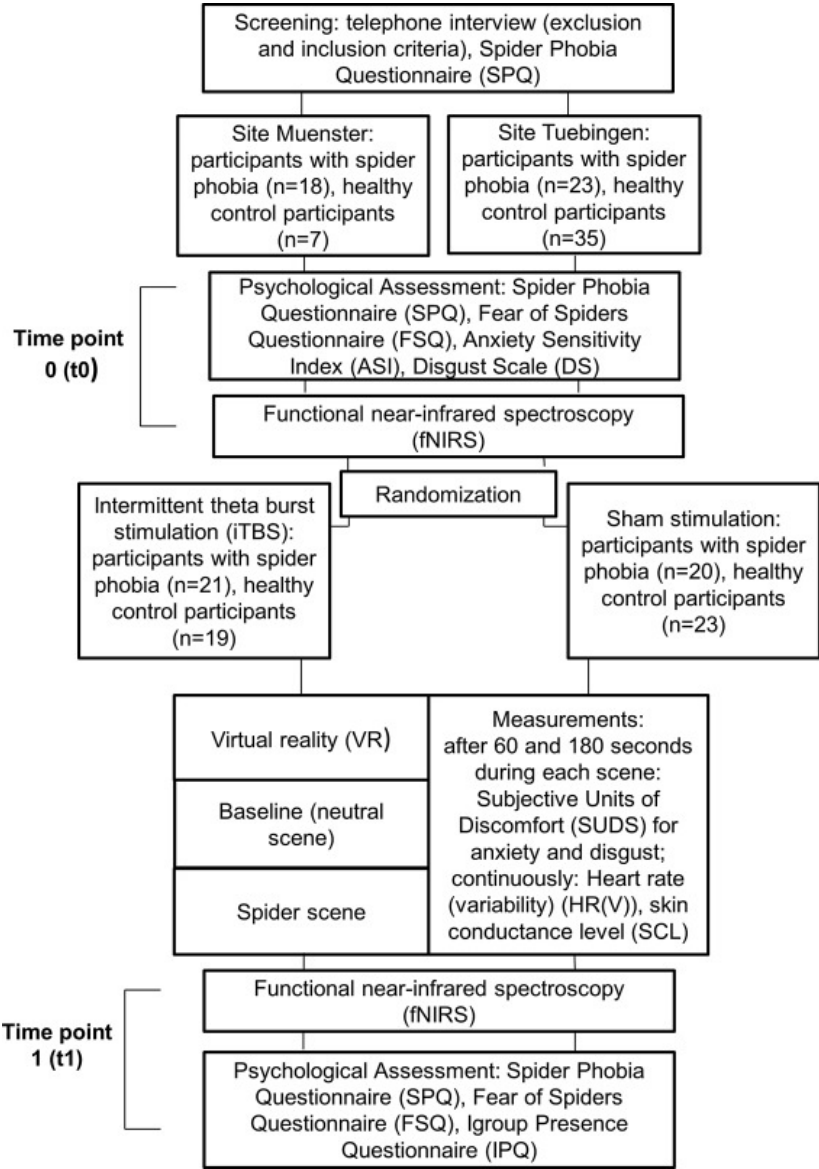 Screening: telephone interview (exclusion
and inclusion criteria), Spider Phobia
Questionnaire (SPQ)
Site Muenster:
participants with spider
phobia (n=18), healthy
control participants
(n=7)
Site Tuebingen:
participants with spider
phobia (n=23), healthy
control participants
(n=35)
Time point
0 (t0)
Psychological Assessment: Spider Phobia
Questionnaire (SPQ), Fear of Spiders
Questionnaire (FSQ), Anxiety Sensitivity
Index (ASI), Disgust Scale (DS)
Functional near-infrared spectroscopy
(fNIRS)
Randomization
Intermittent theta burst
stimulation (iTBS):
participants with spider
phobia (n=21), healthy
control participants
(n=19)
Sham stimulation:
participants with spider
phobia (n=20), healthy
control participants
(n=23)
Virtual reality (VR)
Baseline (neutral
scene)
Spider scene
Measurements:
after 60 and 180 seconds
during each scene:
Subjective Units of
Discomfort (SUDS) for
anxiety and disgust;
continuously: Heart rate
(variability) (HR(V)), skin
conductance level (SCL)
Time point
1 (t1)
Functional near-infrared spectroscopy
(fNIRS)
Psychological Assessment: Spider Phobia
Questionnaire (SPQ), Fear of Spiders
Questionnaire (FSQ), Igroup Presence
Questionnaire (IPQ)